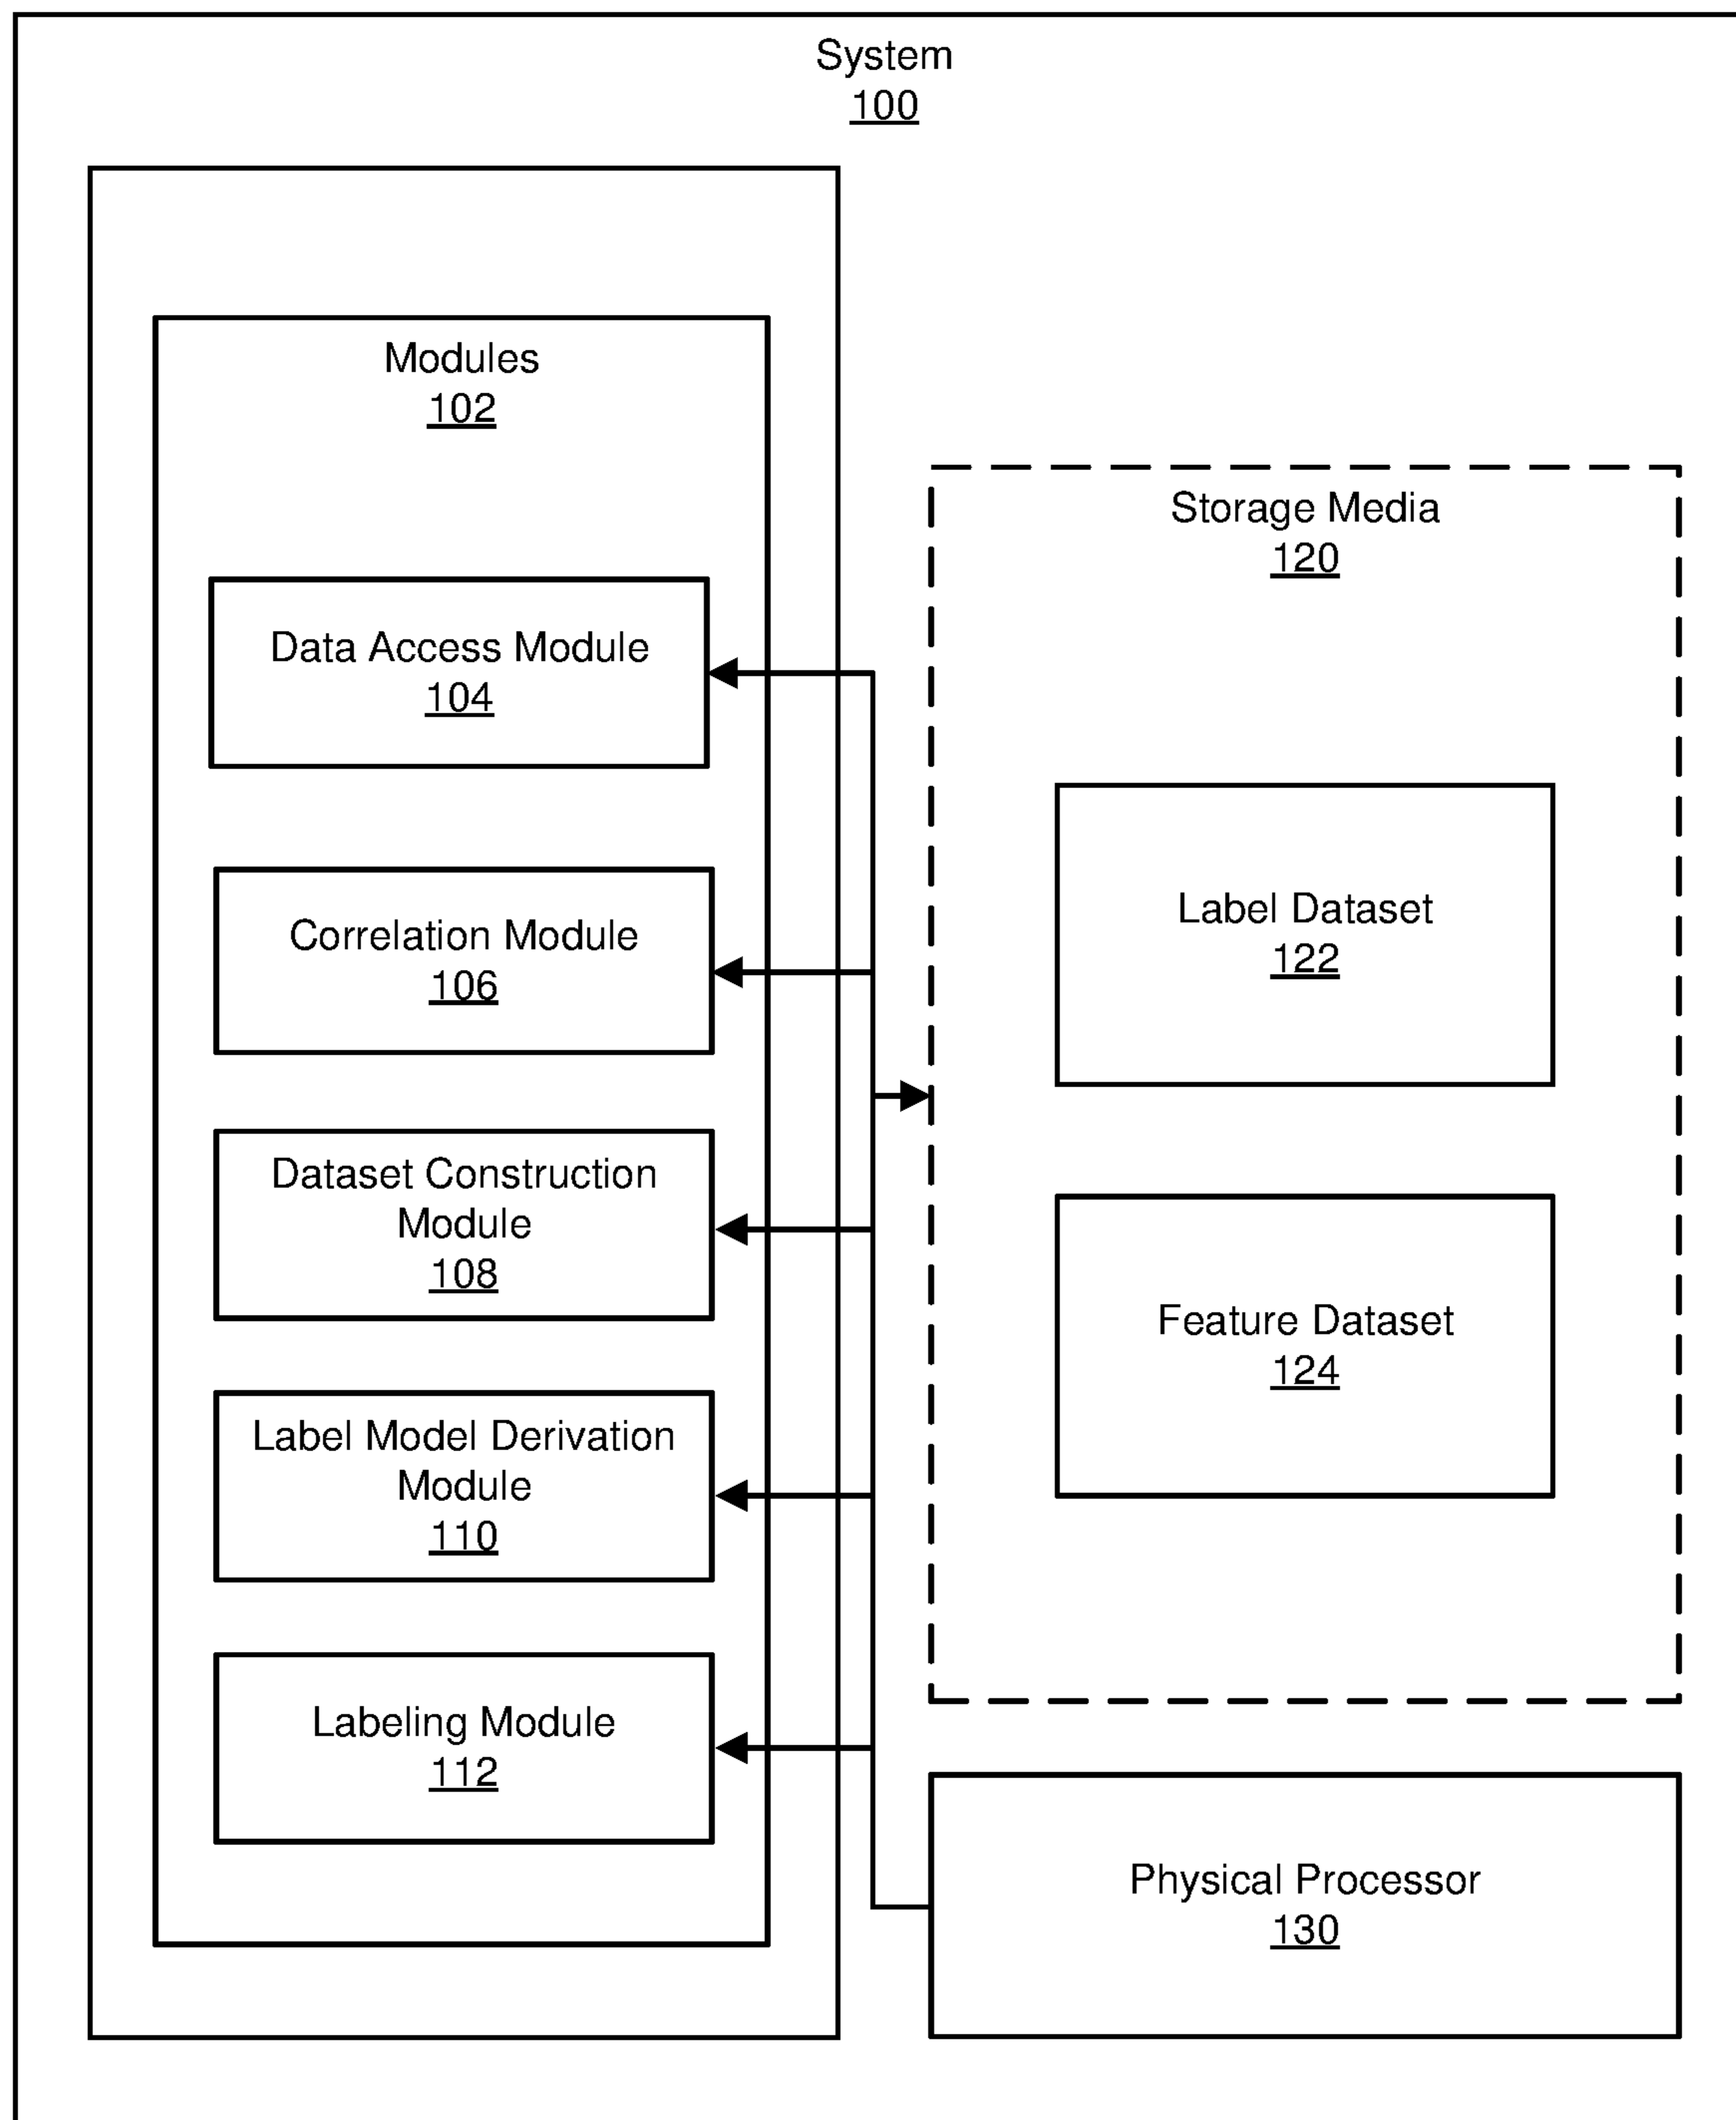 System
100
Modules
102
Data Access Module
104
Correlation Module
106
Dataset Construction
Module
108
Label Model Derivation
Module
110
Labeling Module
112
Storage Media
120
Label Dataset
122
Feature Dataset
124
Physical Processor
130